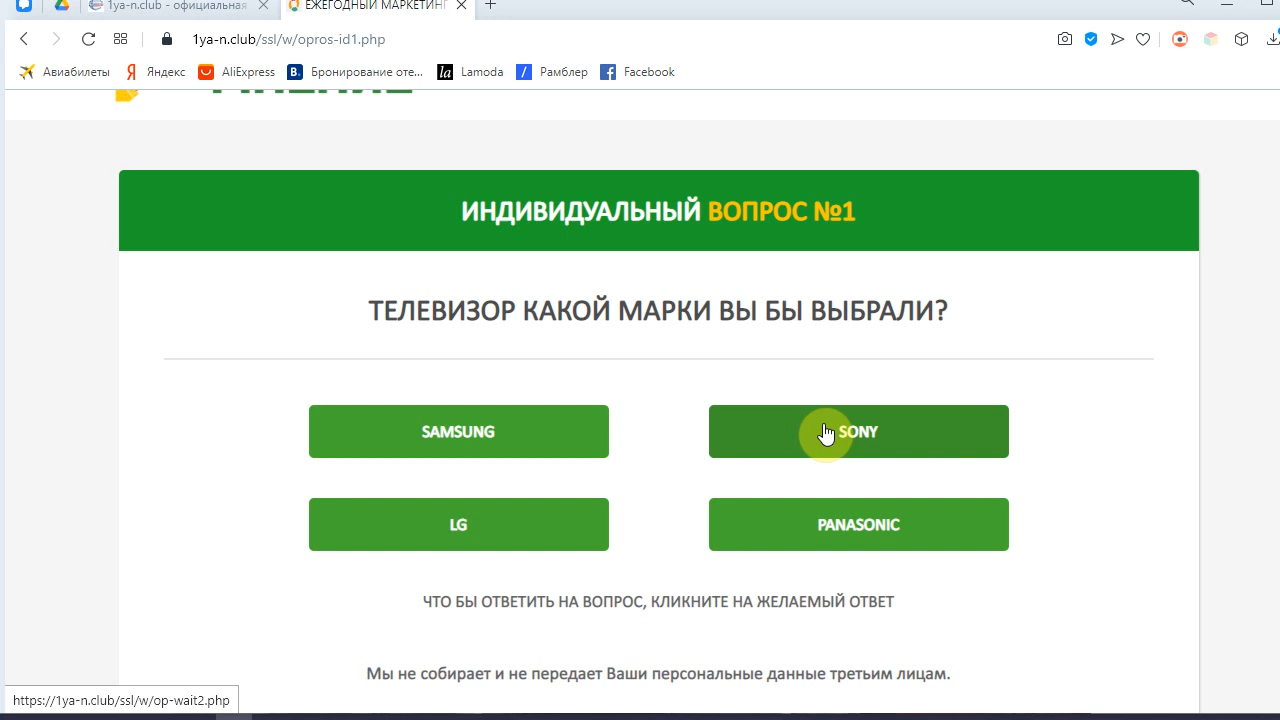 1ya-n.club - официальная
ЕЖЕГОДНЫЙ МАРКЕТИНГ
1ya-n.club/ssl/w/opros-id1.php
Авиабилеты Яндекс AliExpress Бронирование оте... Lamoda Рамблер Facebook
ИНДИВИДУАЛЬНЫЙ ВОПРОС №1
ТЕЛЕВИЗОР КАКОЙ МАРКИ ВЫ БЫ ВЫБРАЛИ?
SAMSUNG SONY
LG PANASONIC
ЧТО БЫ ОТВЕТИТЬ НА ВОПРОС, КЛИКНИТЕ НА ЖЕЛАЕМЫЙ ОТВЕТ
Мы не собирает и не передает Ваши персональные данные третьим лицам.
https://1ya-n.club/ssl/w/op-wait2.php